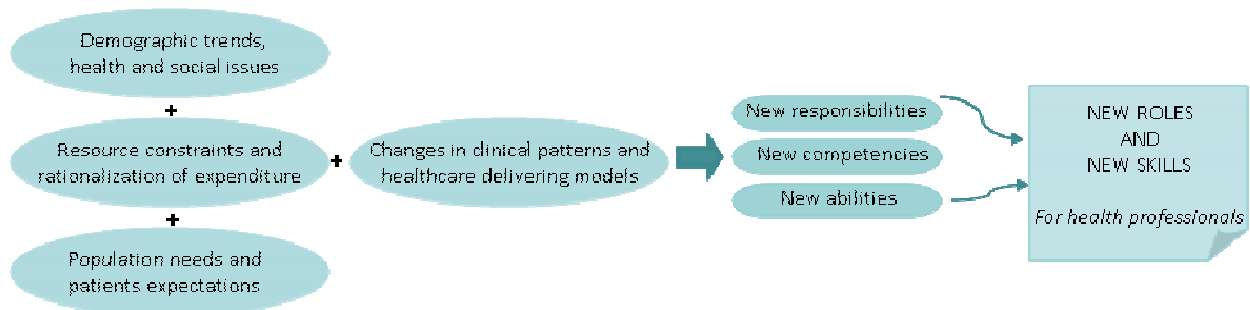 Demographic trends,
health and social issues
+
Resource constraints and
rationalization of expenditure
+
Population needs and
patients expectations
+
Changes in clinical patterns and
healthcare delivering models
New responsibilities
New competencies
New abilities
NEW ROLES
AND
NEW SKILLS
For health professionals